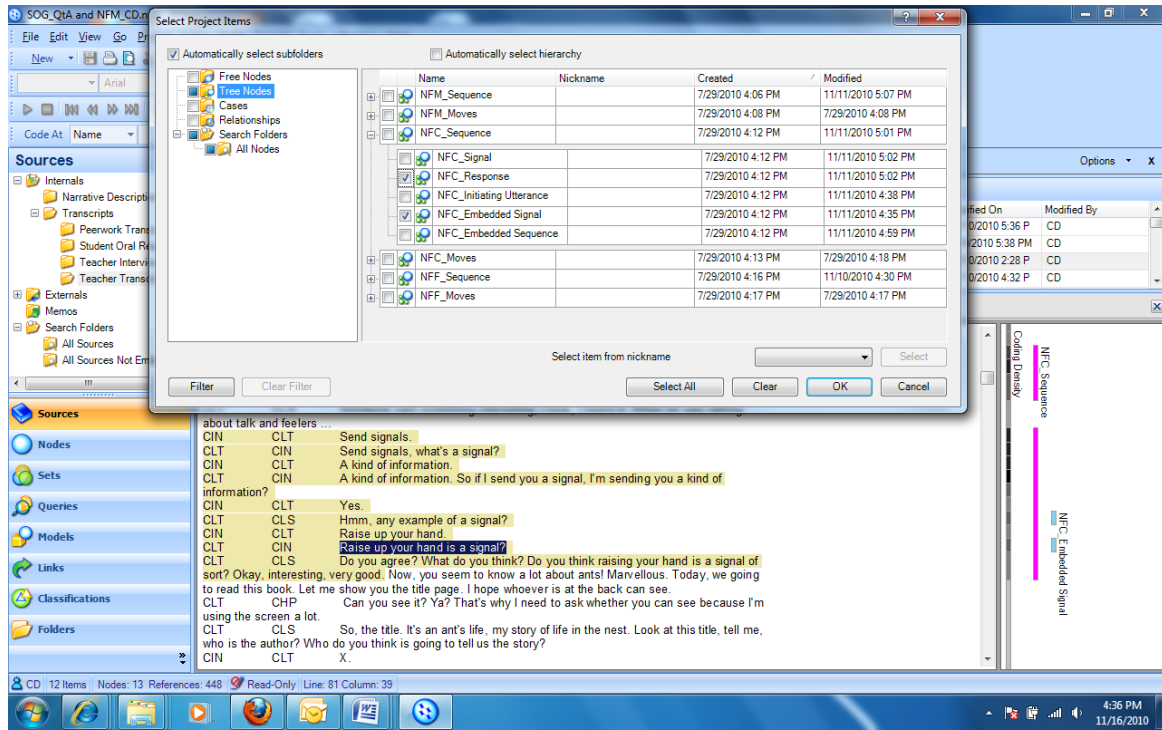 SOG_QtA and NFM_CD.n
Select Project Items
File Edit View Go Pr
New
Arial
Code At Name
Automatically select subfolders
Automatically select hierarchy
Free Nodes
Tree Nodes
Cases
Relationships
Search Folders
All Nodes
Name Nickname Created Modified
NFM_Sequence 7/29/2010 4:06 PM 11/11/2010 5:07 PM
NFM_Moves 7/29/2010 4:08 PM 7/29/2010 4:08 PM
NFC_Sequence 7/29/2010 4:12 PM 11/11/2010 5:01 PM
NFC_Signal 7/29/2010 4:12 PM 11/11/2010 5:02 PM
NFC_Response 7/29/2010 4:12 PM 11/11/2010 5:02 PM
NFC_Initiating Utterance 7/29/2010 4:12 PM 11/11/2010 4:38 PM
NFC_Embedded Signal 7/29/2010 4:12 PM 11/11/2010 4:35 PM
NFC_Embedded Sequence 7/29/2010 4:12 PM 11/11/2010 4:59 PM
NFC_Moves 7/29/2010 4:13 PM 7/29/2010 4:18 PM
NFF_Sequence 7/29/2010 4:16 PM 11/10/2010 4:30 PM
NFF_Moves 7/29/2010 4:17 PM 7/29/2010 4:17 PM
Select item from nickname Select
Filter Clear Filter Select All Clear OK Cancel
Sources
Internals
Narrative Descripti
Transcripts
Peerwork Trans
Student Oral Re
Teacher Intervi
Teacher Transc
Externals
Memos
Search Folders
All Sources
All Sources Not Em
Options X
ified On Modified By
0/2010 5:36 P CD
/2010 5:38 PM CD
0/2010 2:28 P CD
0/2010 4:32 P CD
Sources
Nodes
Sets
Queries
Models
Links
Classifications
Folders
about talk and feelers ...
CIN CLT Send signals.
CLT CIN Send signals, what's a signal?
CIN CLT A kind of information.
CLT CIN A kind of information. So if I send you a signal, I'm sending you a kind of
information?
CIN CLT Yes.
CLT CLS Hmm, any example of a signal?
CIN CLT Raise up your hand.
CLT CIN Raise up your hand is a signal?
CLT CLS Do you agree? What do you think? Do you think raising your hand is a signal of
sort? Okay, interesting, very good. Now, you seem to know a lot about ants! Marvellous. Today, we going
to read this book. Let me show you the title page. I hope whoever is at the back can see.
CLT CHP Can you see it? Ya? That's why I need to ask whether you can see because I'm
using the screen a lot.
CLT CLS So, the title. It's an ant's life, my story of life in the nest. Look at this title, tell me,
who is the author? Who do you think is going to tell us the story?
CIN CLT X.
Coding Density
NFC_Sequence
NFC_Embedded Signal
CD 12 Items Nodes: 13 References: 448 Read-Only Line: 81 Column: 39
4:36 PM
11/16/2010